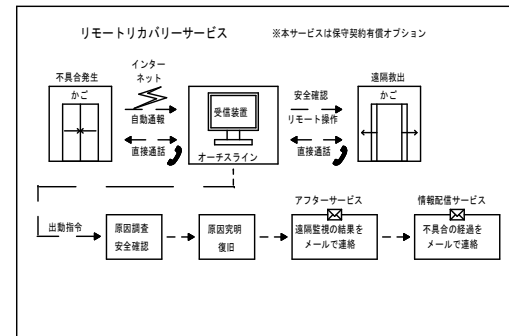 リモートリカバリーサービス
※本サービスは保守契約有償オプション
不具合発生
かご
インター
ネット
自動通報
直接通話
受信装置
オーチスライン
安全確認
リモート操作
直接通話
遠隔救出
かご
出動指令
原因調査
安全確認
原因究明
復旧
アフターサービス
遠隔監視の結果を
メールで連絡
情報配信サービス
不具合の経過を
メールで連絡